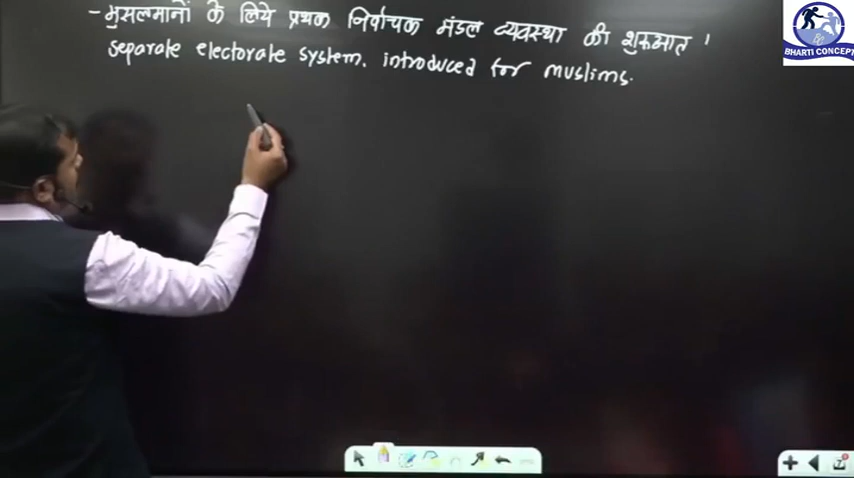 - मुसलमानों के लिये प्रथक निर्वाचक मंडल व्यवस्था की शुरूआत ।
separate electorate system. introduced for muslims.
BHARTI CONCEPT